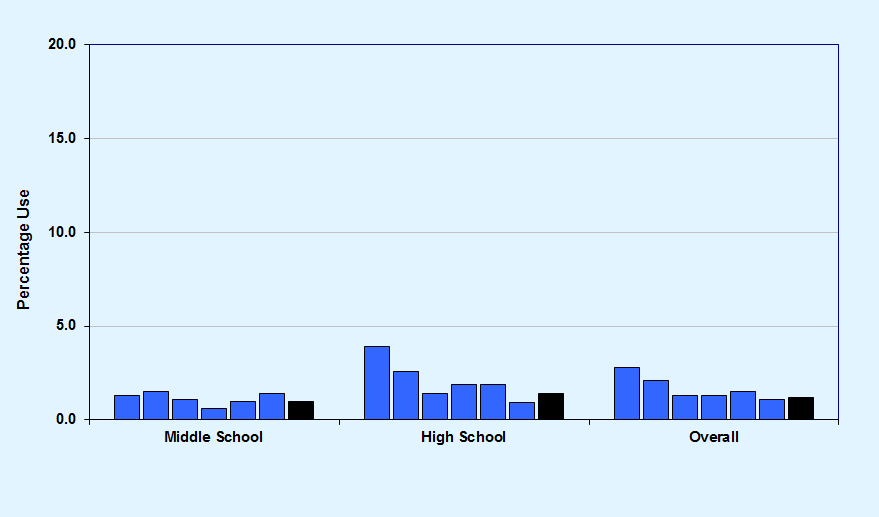 20.0
15.0
10.0
5.0
0.0
Percentage Use
Middle School
High School
Overall